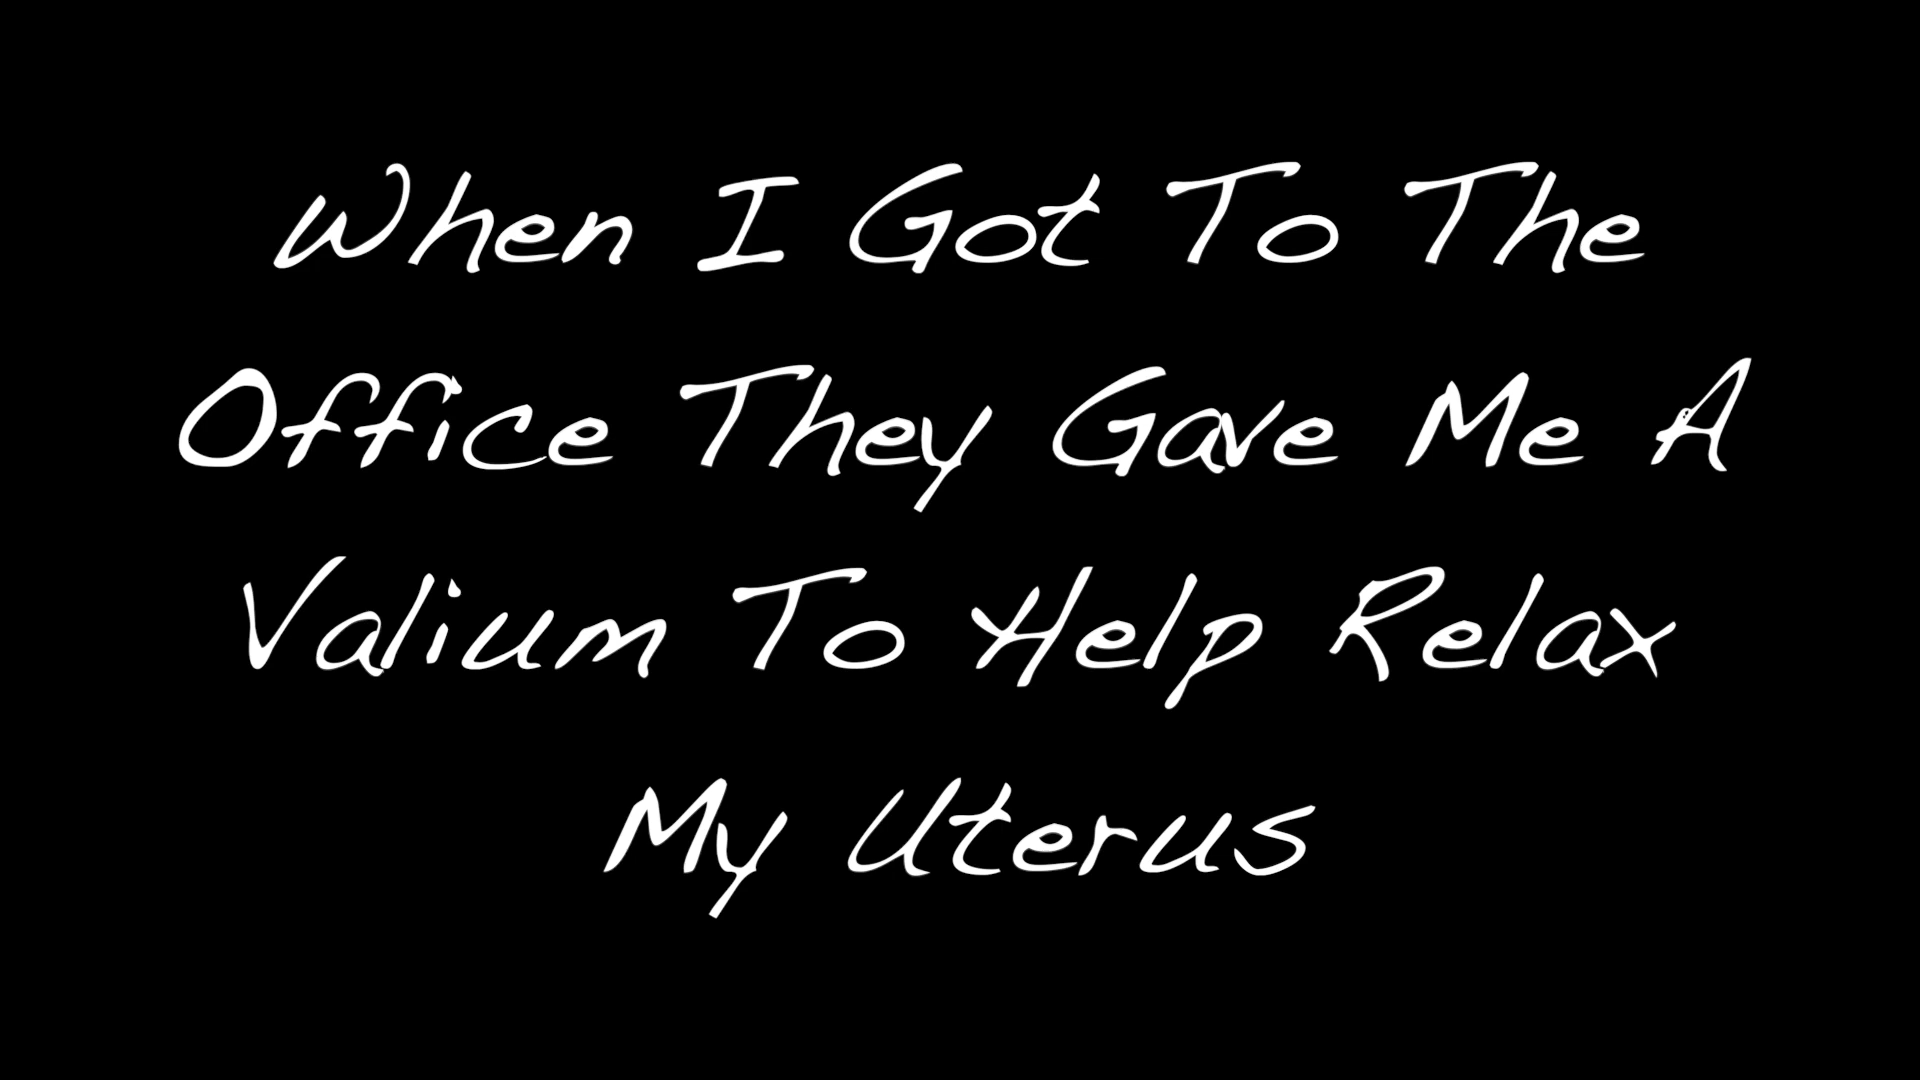 When I Got To The
Office They Gave Me A
Valium To Help Relax
My Uterus